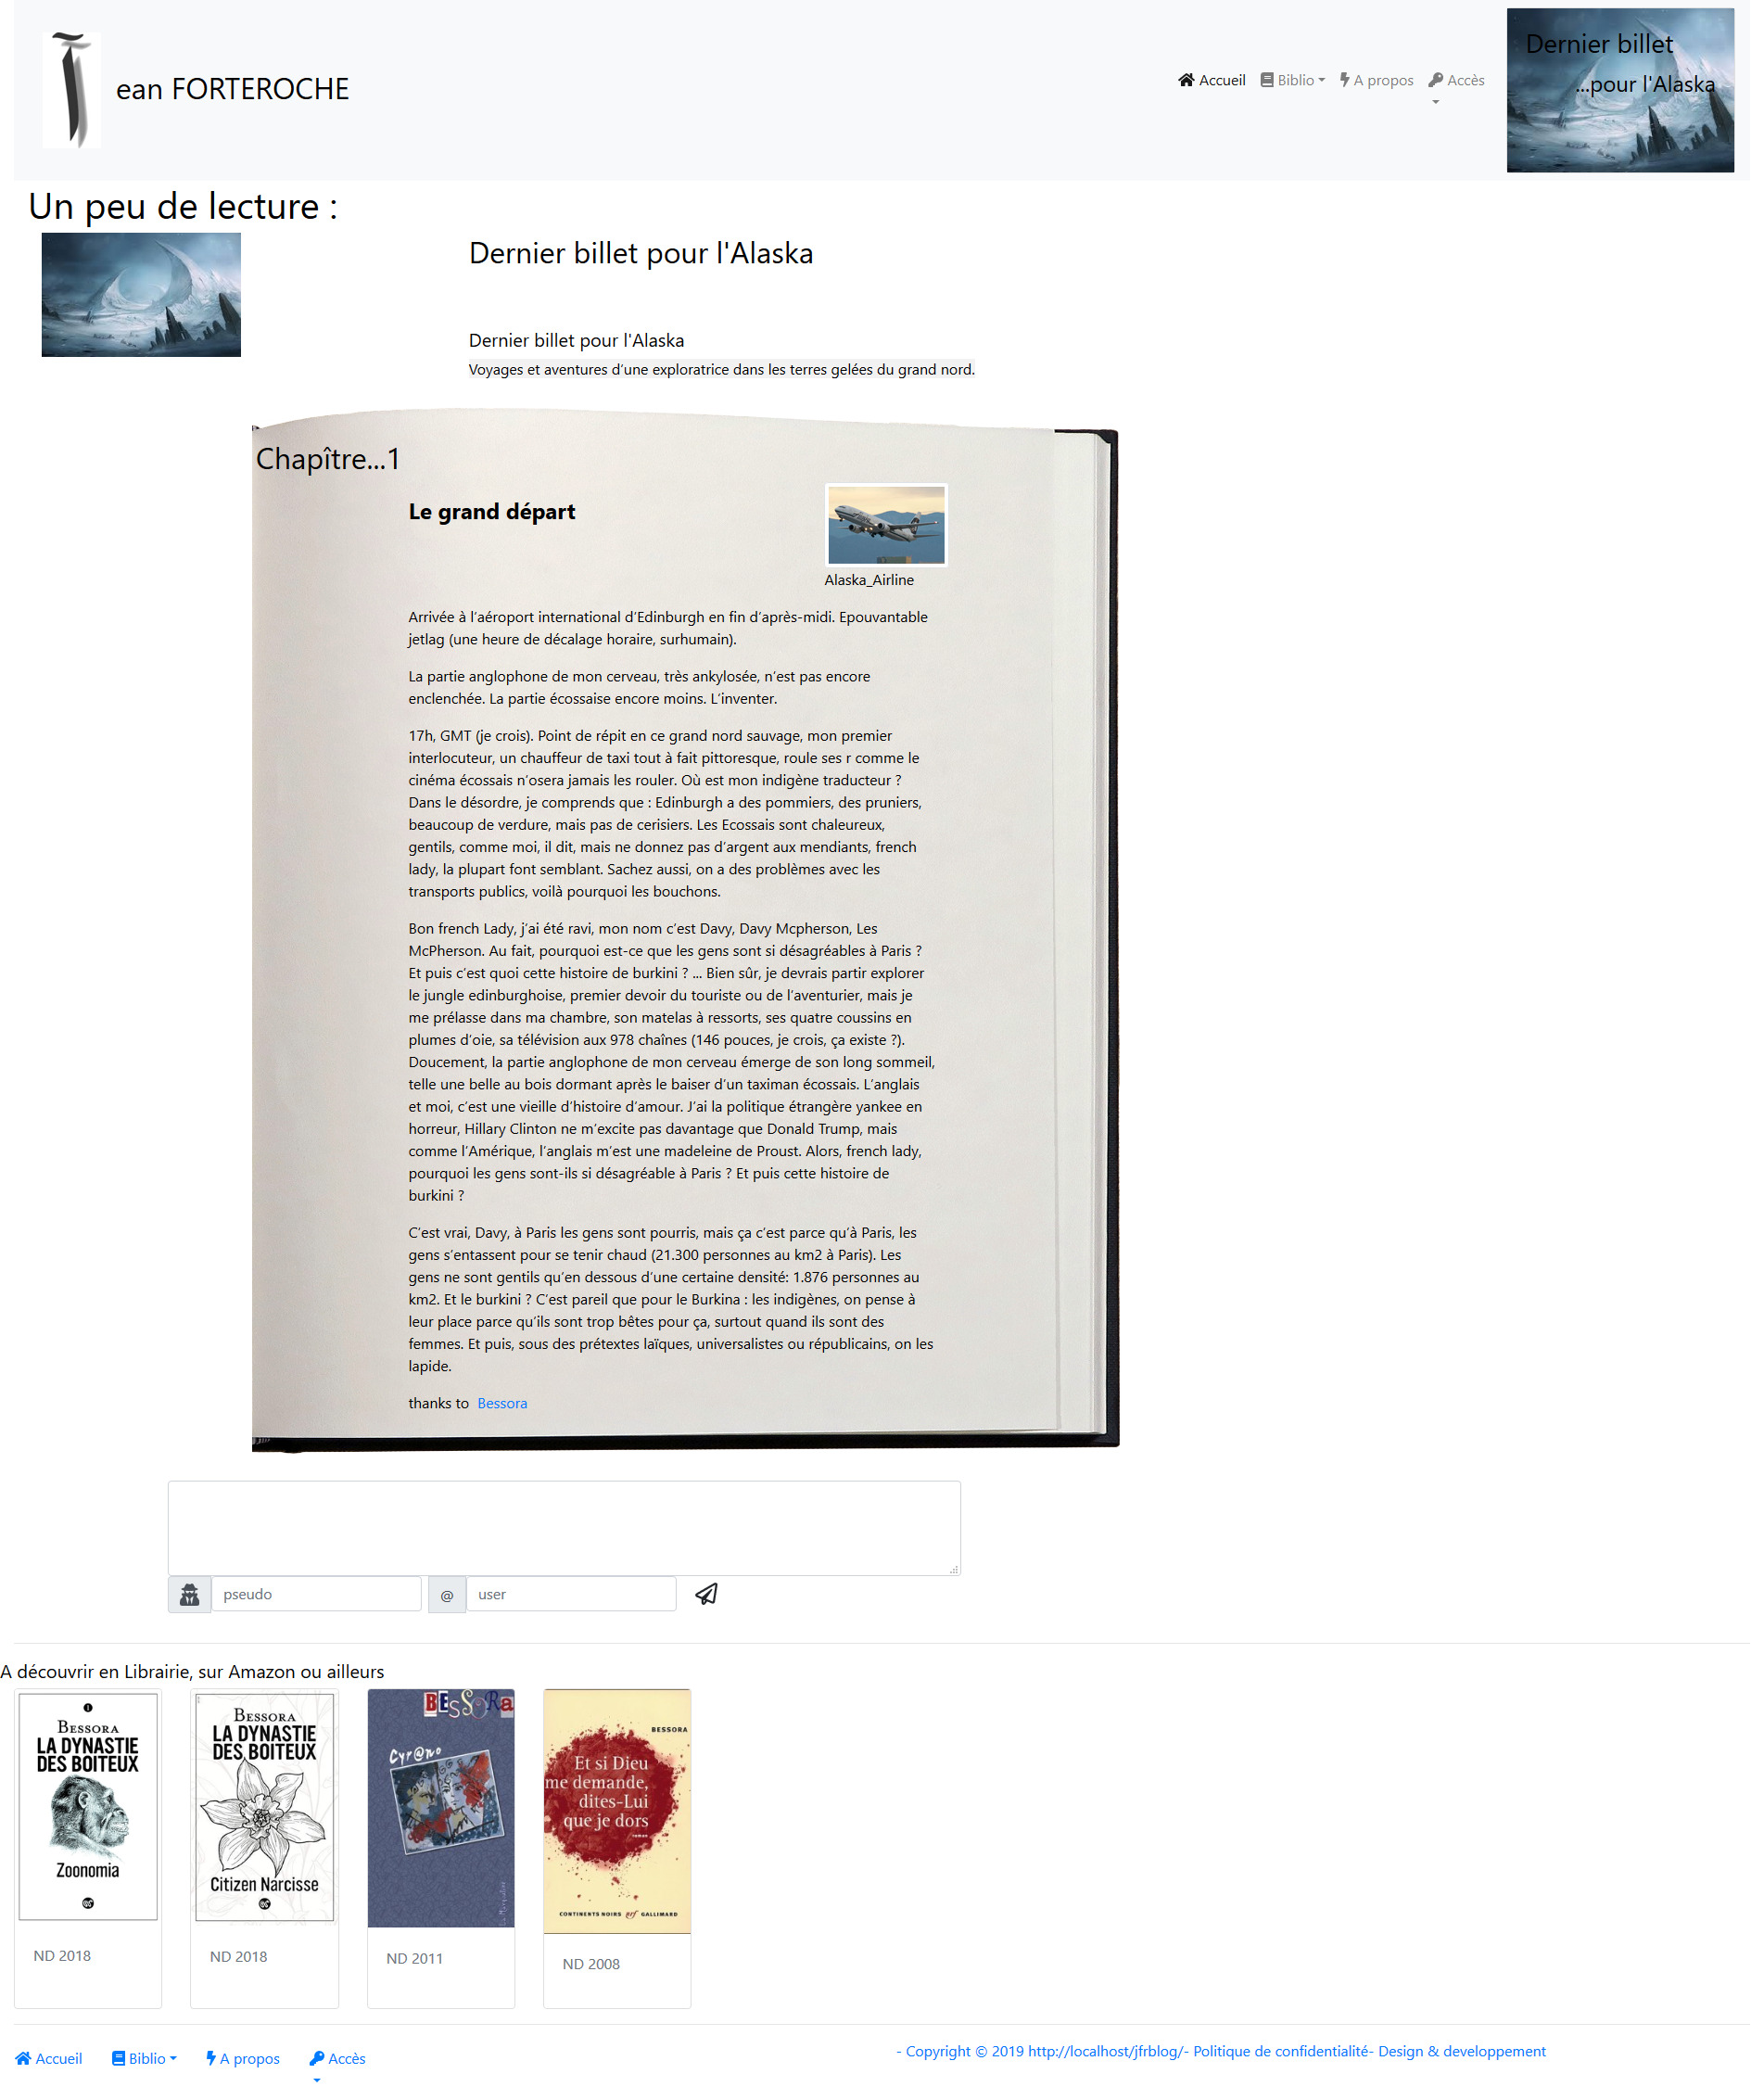 ean FORTEROCHE
Accueil
Biblio
A propos
Accès
Dernier billet
...pour l'Alaska
Un peu de lecture :
Dernier billet pour l'Alaska
Dernier billet pour l'Alaska
Voyages et aventures d’une exploratrice dans les terres gelées du grand nord.
Chapître...1
Le grand départ
Alaska_Airline
Arrivée à l’aéroport international d’Edinburgh en fin d’après-midi. Epouvantable
jetlag (une heure de décalage horaire, surhumain).
La partie anglophone de mon cerveau, très ankylosée, n’est pas encore
enclenchée. La partie écossaise encore moins. L’inventer.
17h, GMT (je crois). Point de répit en ce grand nord sauvage, mon premier
interlocuteur, un chauffeur de taxi tout à fait pittoresque, roule ses r comme le
cinéma écossais n’osera jamais les rouler. Où est mon indigène traducteur ?
Dans le désordre, je comprends que : Edinburgh a des pommiers, des pruniers,
beaucoup de verdure, mais pas de cerisiers. Les Ecossais sont chaleureux,
gentils, comme moi, il dit, mais ne donnez pas d’argent aux mendiants, french
lady, la plupart font semblant. Sachez aussi, on a des problèmes avec les
transports publics, voilà pourquoi les bouchons.
Bon french Lady, j’ai été ravi, mon nom c’est Davy, Davy Mcpherson, Les
McPherson. Au fait, pourquoi est-ce que les gens sont si désagréables à Paris ?
Et puis c’est quoi cette histoire de burkini ? ... Bien sûr, je devrais partir explorer
le jungle edinburghoise, premier devoir du touriste ou de l’aventurier, mais je
me prélasse dans ma chambre, son matelas à ressorts, ses quatre coussins en
plumes d’oie, sa télévision aux 978 chaînes (146 pouces, je crois, ça existe ?).
Doucement, la partie anglophone de mon cerveau émerge de son long sommeil,
telle une belle au bois dormant après le baiser d’un taximan écossais. L’anglais
et moi, c’est une vieille d’histoire d’amour. J’ai la politique étrangère yankee en
horreur, Hillary Clinton ne m’excite pas davantage que Donald Trump, mais
comme l’Amérique, l’anglais m’est une madeleine de Proust. Alors, french lady,
pourquoi les gens sont-ils si désagréable à Paris ? Et puis cette histoire de
burkini ?
C’est vrai, Davy, à Paris les gens sont pourris, mais ça c’est parce qu’à Paris, les
gens s’entassent pour se tenir chaud (21.300 personnes au km2 à Paris). Les
gens ne sont gentils qu’en dessous d’une certaine densité: 1.876 personnes au
km2. Et le burkini ? C’est pareil que pour le Burkina : les indigènes, on pense à
leur place parce qu’ils sont trop bêtes pour ça, surtout quand ils sont des
femmes. Et puis, sous des prétextes laïques, universalistes ou républicains, on les
lapide.
thanks to Bessora
pseudo
@
user
A découvrir en Librairie, sur Amazon ou ailleurs
BESSORA
LA DYNASTIE
DES BOITEUX
Zoonomia
ND 2018
BESSORA
LA DYNASTIE
DES BOITEUX
Citizen Narcisse
ND 2018
BESSORa
Cyr@no
ND 2011
BESSORA
Et si Dieu
me demande,
dites-Lui
que je dors
roman
CONTINENTS NOIRS nrf GALLIMARD
ND 2008
Accueil
Biblio
A propos
Accès
- Copyright © 2019 http://localhost/jfrblog/- Politique de confidentialité- Design & developpement